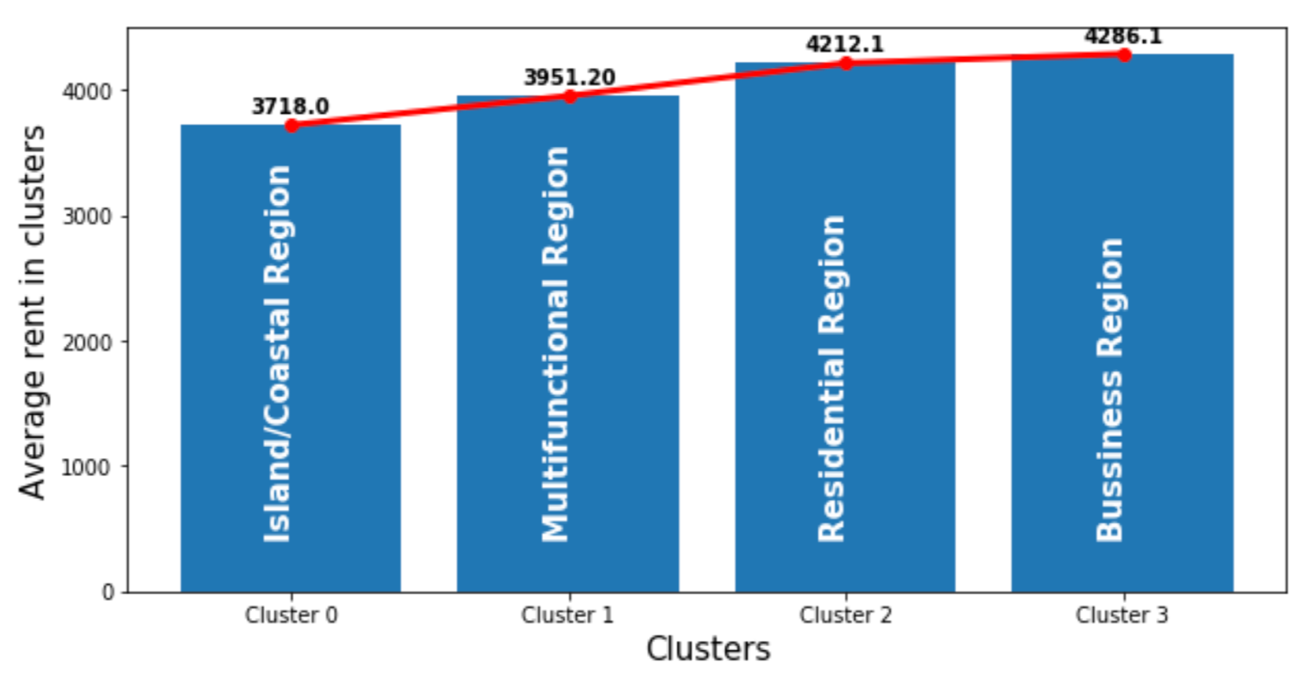 4286.1
4212.1
3951.20
3718.0
4000
3000
2000
1000
0
Average rent in clusters
Island/Coastal Region
Multifunctional Region
Residential Region
Bussiness Region
Cluster 0
Cluster 1
Cluster 2
Cluster 3
Clusters